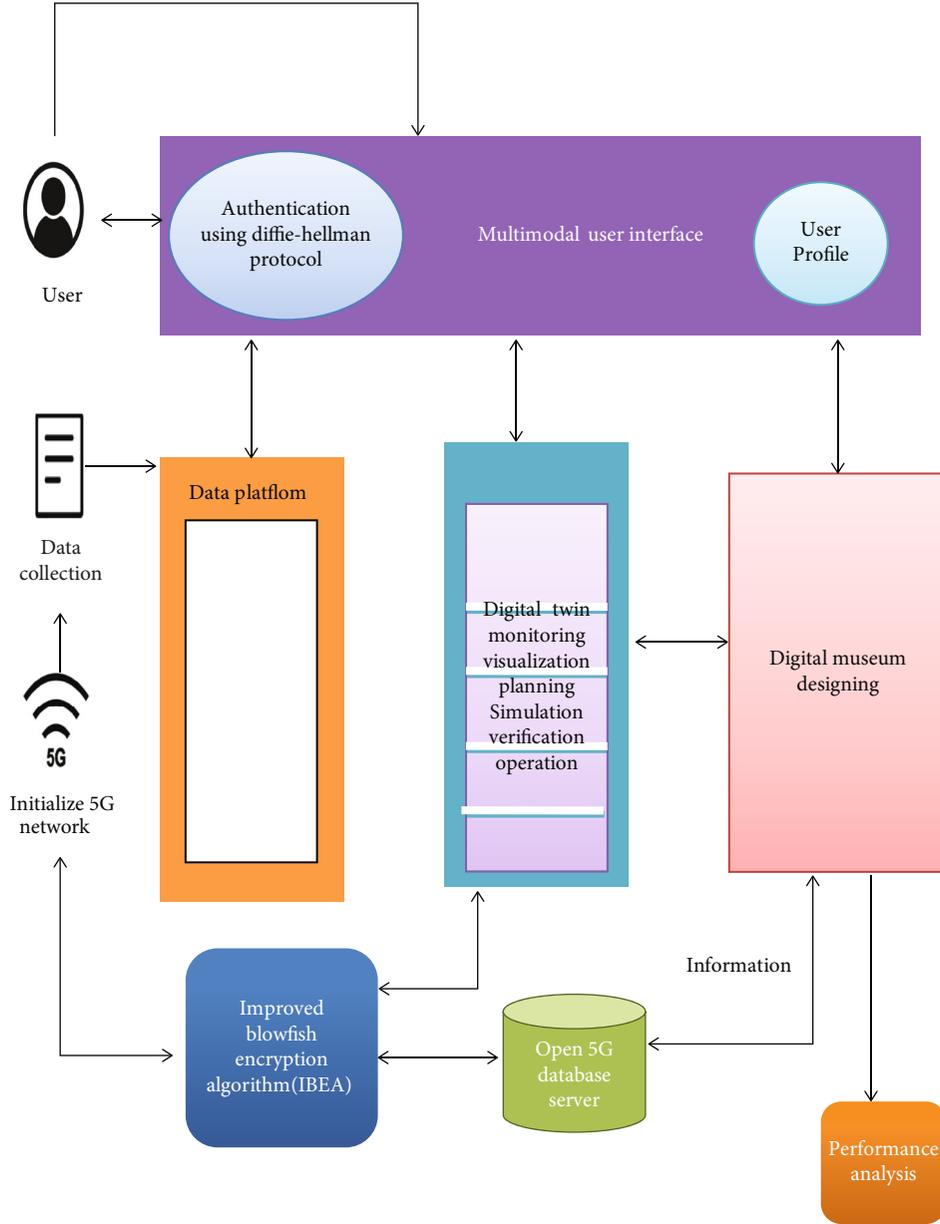 Authentication
using diffie-hellman
protocol
Multimodal user interface
User
Profile
User
Data platflom
Data
collection
Digital twin
monitoring
visualization
planning
Simulation
verification
operation
Digital museum
designing
5G
Initialize 5G
network
Information
Improved
blowfish
encryption
algorithm(IBEA)
Open 5G
database
server
Performance
analysis